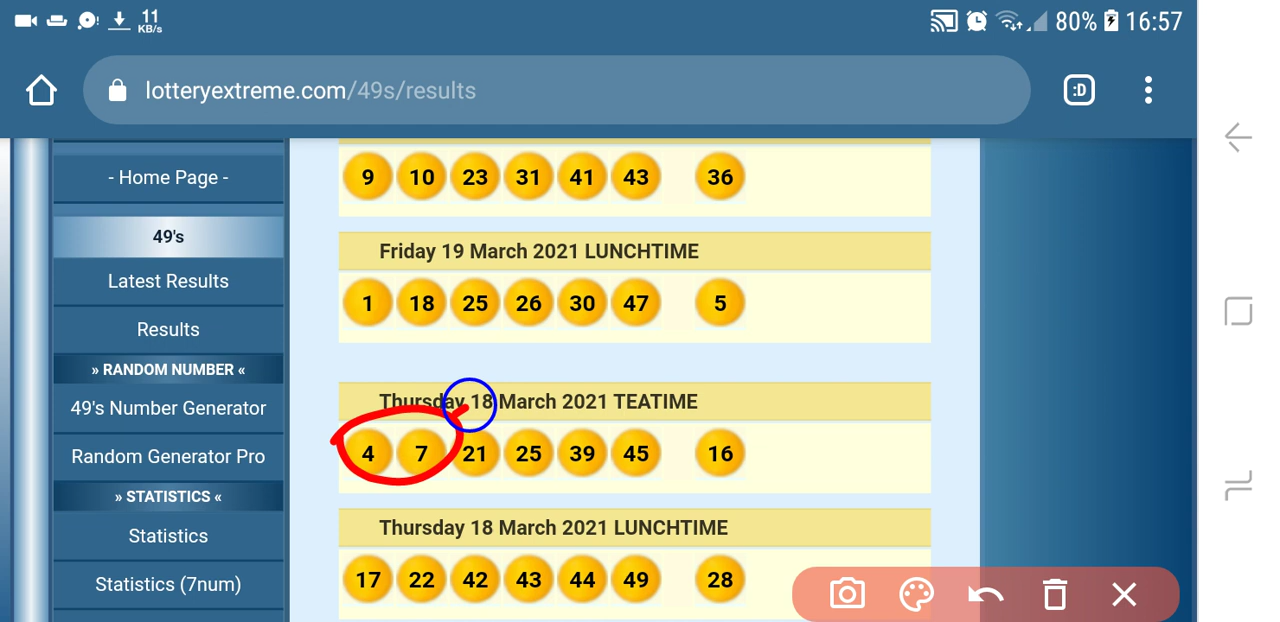 11 KB/s 80% 16:57
lotteryextreme.com/49s/results :D
- Home Page -
49's
Latest Results
Results
» RANDOM NUMBER «
49's Number Generator
Random Generator Pro
» STATISTICS «
Statistics
Statistics (7num)
9 10 23 31 41 43 36
Friday 19 March 2021 LUNCHTIME
1 18 25 26 30 47 5
Thursday 18 March 2021 TEATIME
4 7 21 25 39 45 16
Thursday 18 March 2021 LUNCHTIME
17 22 42 43 44 49 28